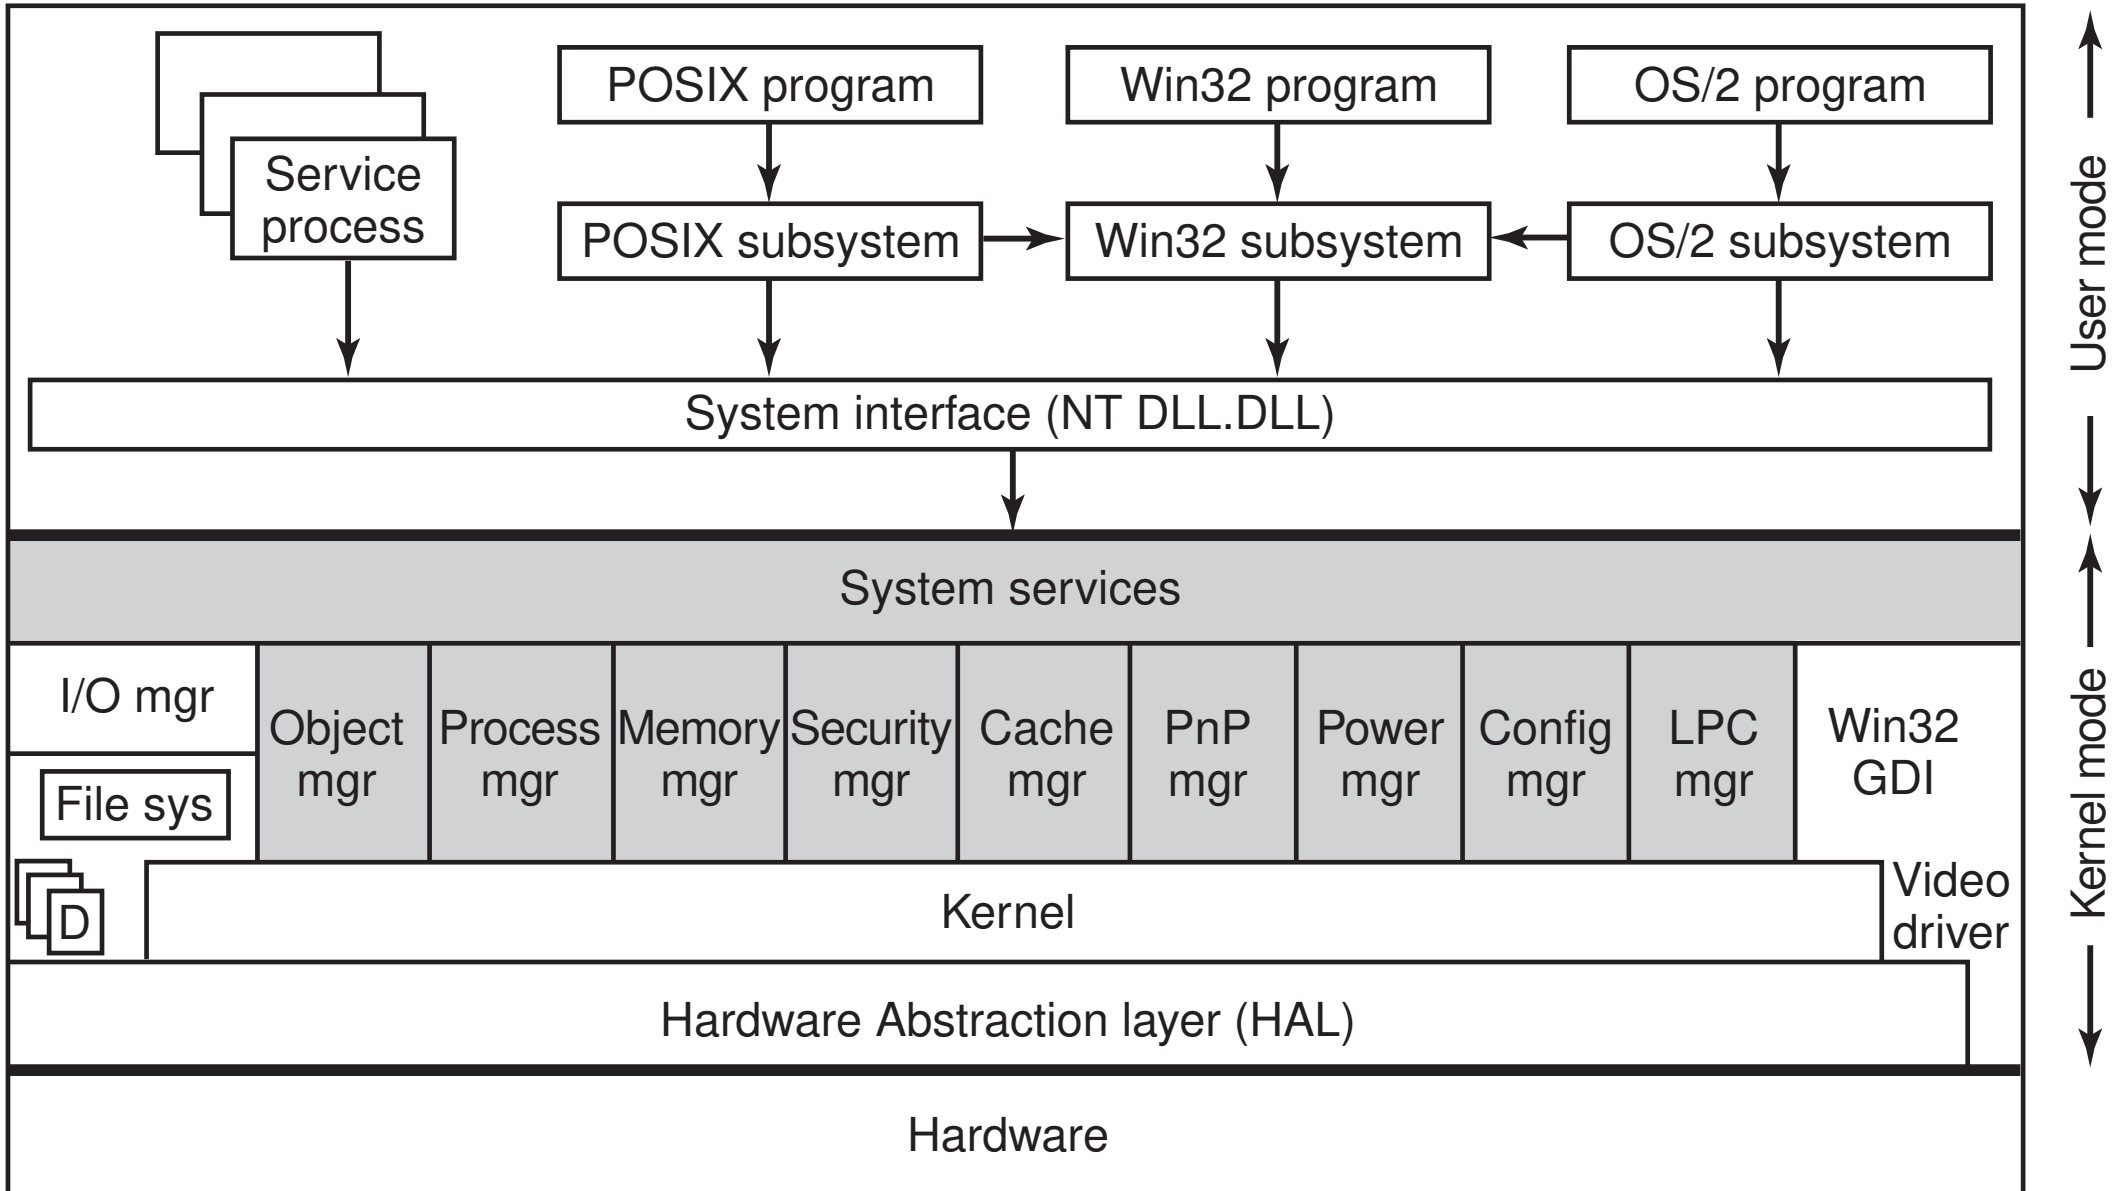 POSIX program
Win32 program
OS/2 program
Service
process
POSIX subsystem
Win32 subsystem
OS/2 subsystem
User mode
System interface (NT DLL.DLL)
System services
Kernel mode
I/O mgr
File sys
D
Object
mgr
Process
mgr
Memory
mgr
Security
mgr
Cache
mgr
PnP
mgr
Power
mgr
Config
mgr
LPC
mgr
Win32
GDI
Video
driver
Kernel
Hardware Abstraction layer (HAL)
Hardware